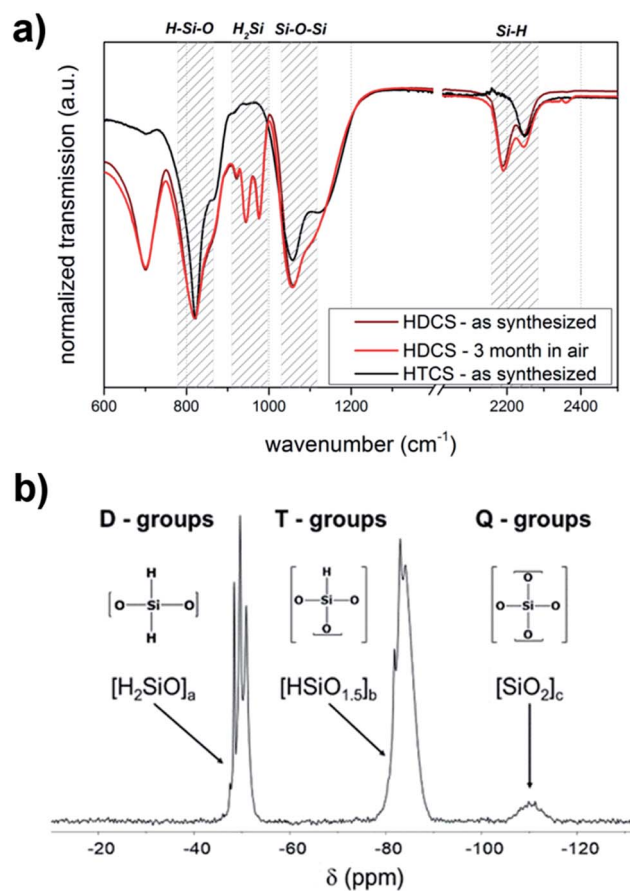 a)
H-Si-O H₂Si Si-O-Si Si-H
normalized transmission (a.u.)
HDCS - as synthesized
HDCS - 3 month in air
HTCS - as synthesized
600 800 1000 1200 2200 2400
wavenumber (cm⁻¹)
b)
D - groups T - groups Q - groups
H
O Si O
H
H
O Si O
O
O
O Si O
O
[H₂SiO]ₐ [HSiO₁.₅]b [SiO₂]c
-20 -40 -60 -80 -100 -120
δ (ppm)